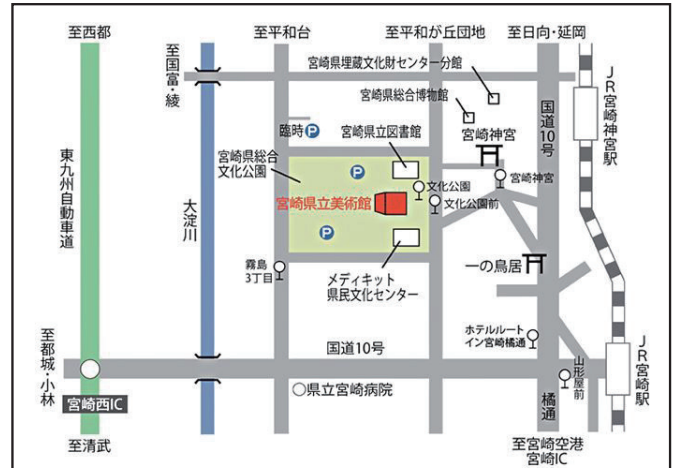 至西都
至国富・綾
至平和台
至平和が丘団地
至日向・延岡
宮崎県埋蔵文化財センター分館
宮崎県総合博物館
臨時P
宮崎県立図書館
宮崎神宮
国道10号
JR宮崎神宮駅
宮崎県総合
文化公園
P
文化公園
宮崎神宮
東九州自動車道
大淀川
宮崎県立美術館
文化公園前
P
霧島
3丁目
メディキット
県民文化センター
一の鳥居
至都城・小林
国道10号
ホテルルート
イン宮崎橘通
山形屋前
JR宮崎駅
宮崎西IC
県立宮崎病院
橘通
至清武
至宮崎空港
宮崎IC